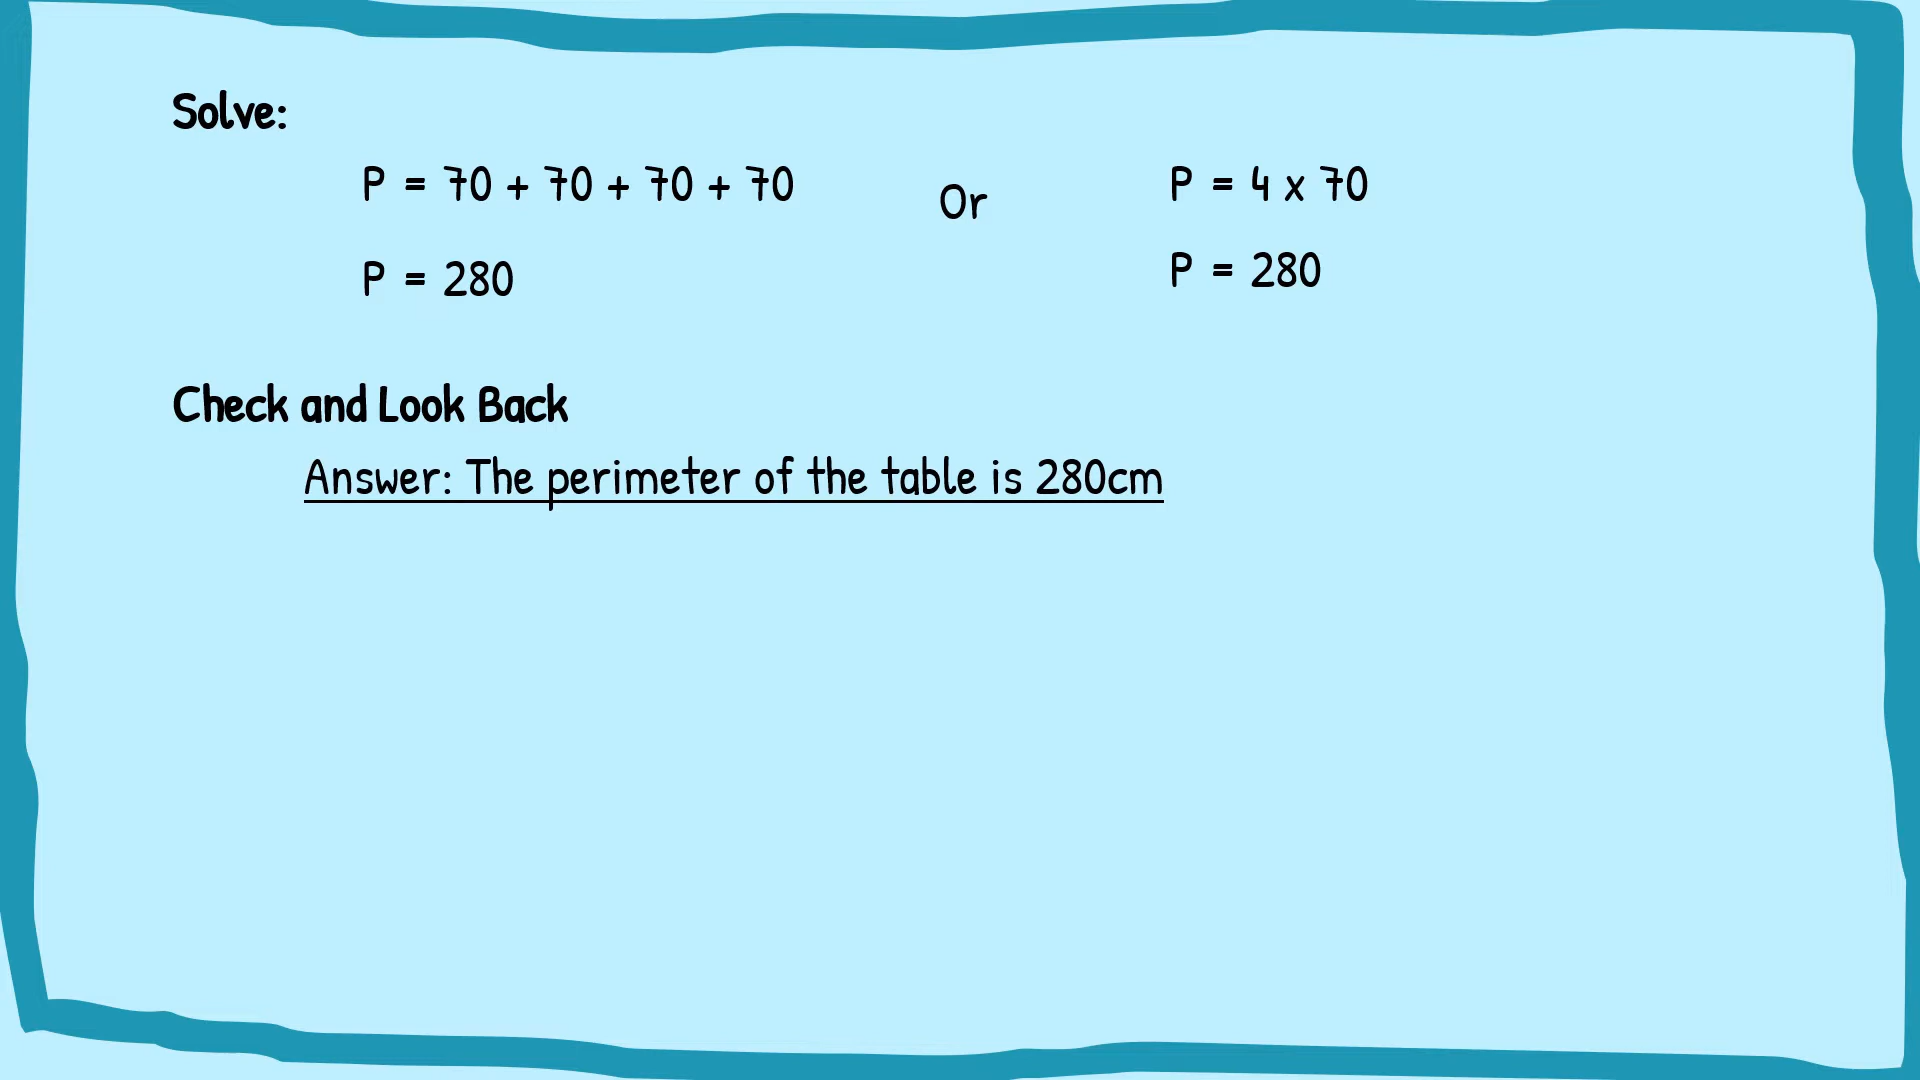 Solve:
P = 70 + 70 + 70 + 70
P = 280
Or
P = 4 x 70
P = 280
Check and Look Back
Answer: The perimeter of the table is 280cm